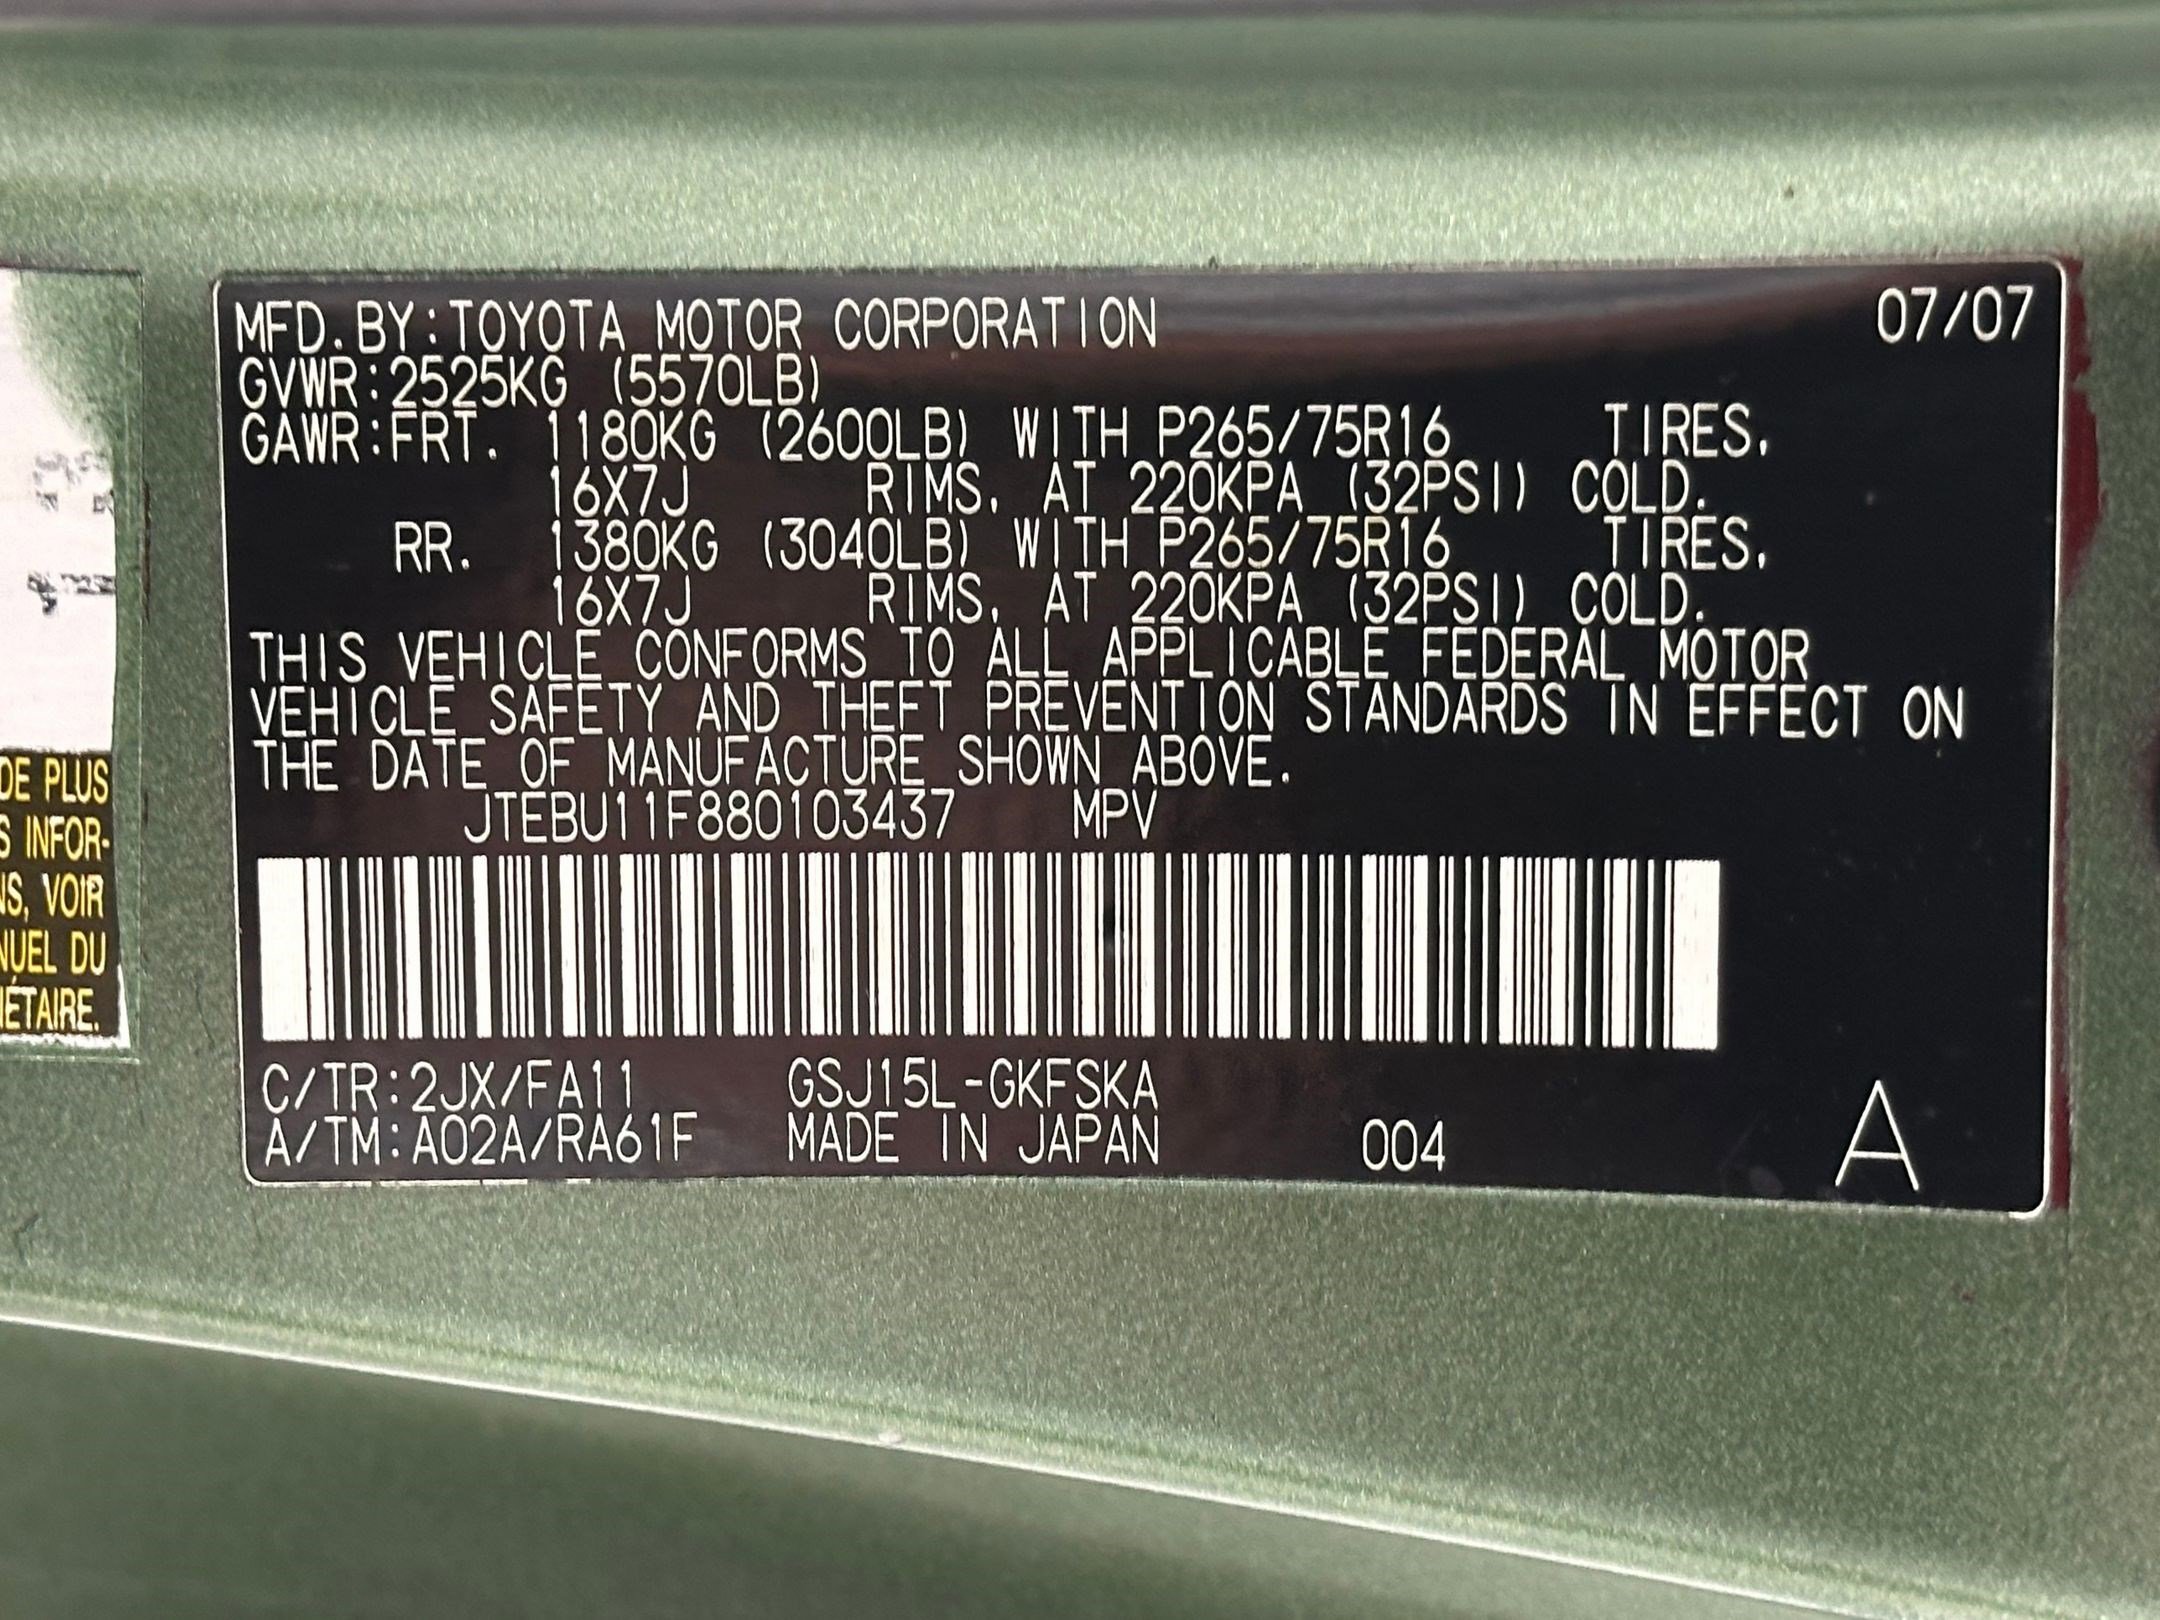 MFD.BY:TOYOTA MOTOR CORPORATION 07/07
GVWR:2525KG (5570LB)
GAWR:FRT. 1180KG (2600LB) WITH P265/75R16 TIRES,
16X7J RIMS, AT 220KPA (32PSI) COLD.
RR. 1380KG (3040LB) WITH P265/75R16 TIRES,
16X7J RIMS, AT 220KPA (32PSI) COLD.
THIS VEHICLE CONFORMS TO ALL APPLICABLE FEDERAL MOTOR
VEHICLE SAFETY AND THEFT PREVENTION STANDARDS IN EFFECT ON
THE DATE OF MANUFACTURE SHOWN ABOVE.
JTEBU11F880103437 MPV
C/TR:2JX/FA11 GSJ15L-GKFSKA
A/TM:A02A/RA61F MADE IN JAPAN 004 A
DE PLUS
S INFOR-
NS, VOIR
NUEL DU
IÉTAIRE.